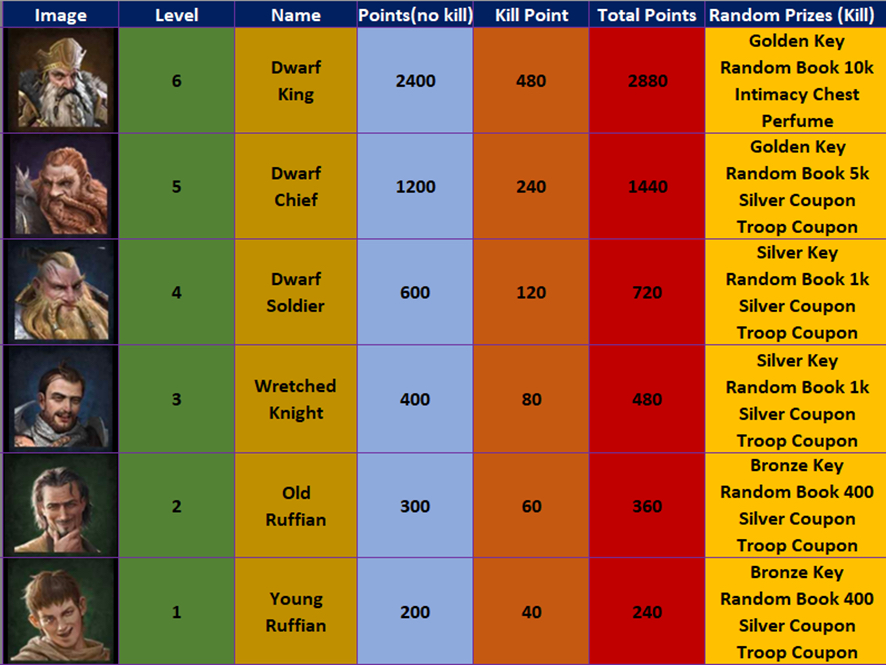 Image Level Name Points(no kill) Kill Point Total Points Random Prizes (Kill)
6 Dwarf King 2400 480 2880 Golden Key
Random Book 10k
Intimacy Chest
Perfume
5 Dwarf Chief 1200 240 1440 Golden Key
Random Book 5k
Silver Coupon
Troop Coupon
4 Dwarf Soldier 600 120 720 Silver Key
Random Book 1k
Silver Coupon
Troop Coupon
3 Wretched Knight 400 80 480 Silver Key
Random Book 1k
Silver Coupon
Troop Coupon
2 Old Ruffian 300 60 360 Bronze Key
Random Book 400
Silver Coupon
Troop Coupon
1 Young Ruffian 200 40 240 Bronze Key
Random Book 400
Silver Coupon
Troop Coupon